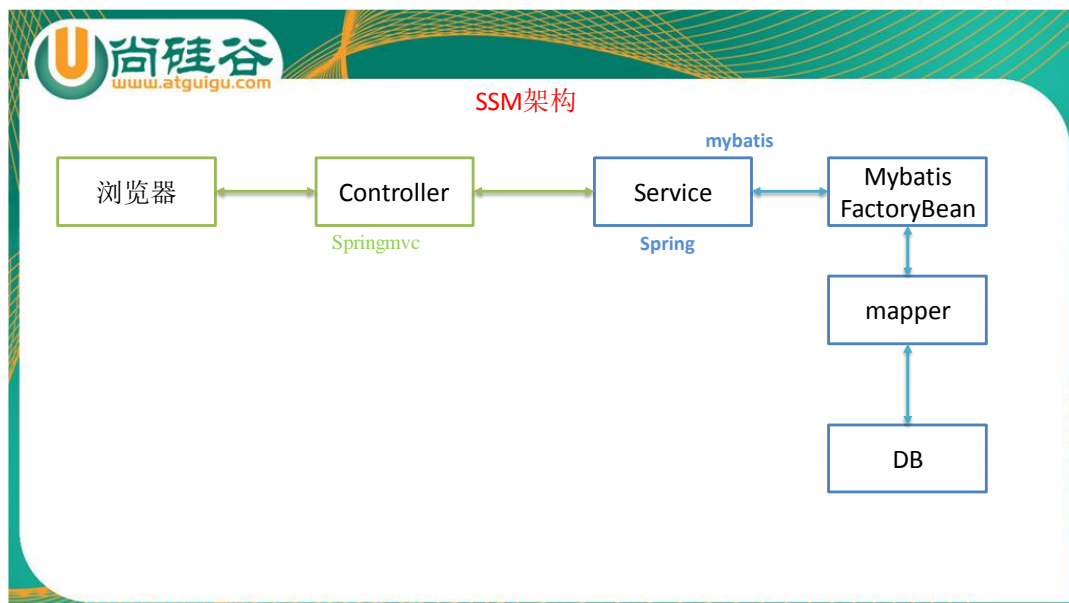 尚硅谷
www.atguigu.com
SSM架构
mybatis
浏览器
Controller
Service
Mybatis
FactoryBean
Springmvc
Spring
mapper
DB